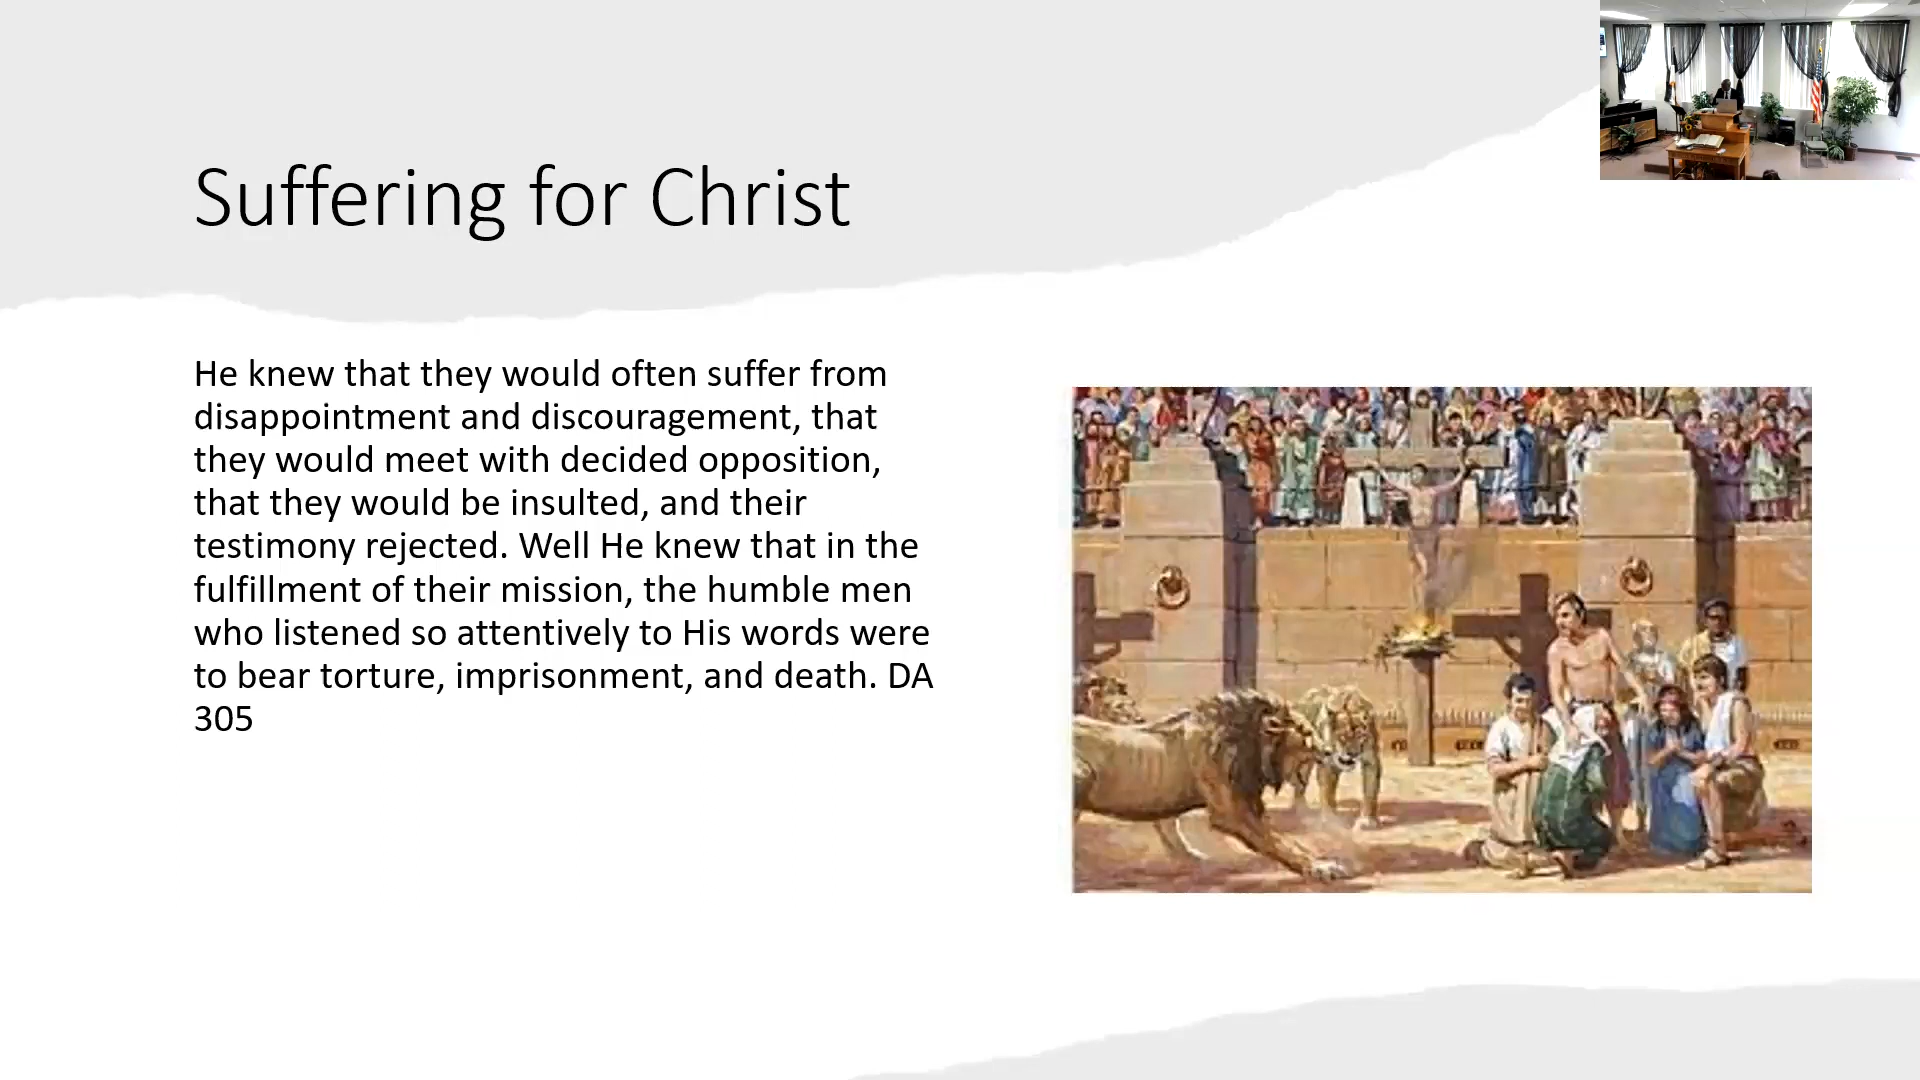 Suffering for Christ
He knew that they would often suffer from
disappointment and discouragement, that
they would meet with decided opposition,
that they would be insulted, and their
testimony rejected. Well He knew that in the
fulfillment of their mission, the humble men
who listened so attentively to His words were
to bear torture, imprisonment, and death. DA
305